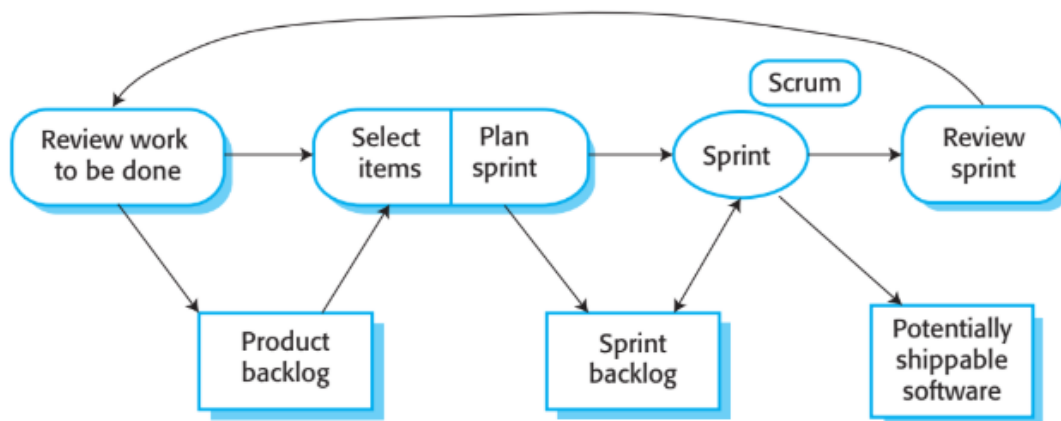 Scrum
Review work
to be done
Select
items
Plan
sprint
Sprint
Review
sprint
Product
backlog
Sprint
backlog
Potentially
shippable
software